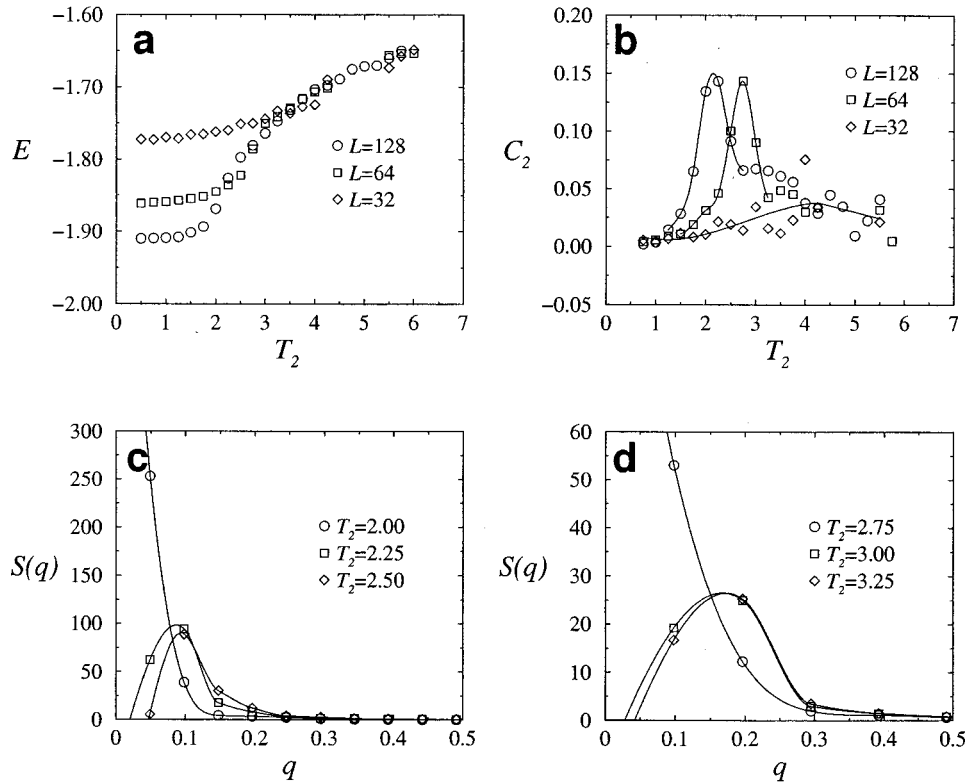 a
−1.60
−1.70
−1.80
−1.90
−2.00
E
L=128
L=64
L=32
0 1 2 3 4 5 6 7
T2
b
0.20
0.15
0.10
0.05
0.00
−0.05
C2
L=128
L=64
L=32
0 1 2 3 4 5 6 7
T2
c
300
250
200
150
100
50
0
S(q)
T2=2.00
T2=2.25
T2=2.50
0 0.1 0.2 0.3 0.4 0.5
q
d
60
50
40
30
20
10
0
S(q)
T2=2.75
T2=3.00
T2=3.25
0 0.1 0.2 0.3 0.4 0.5
q